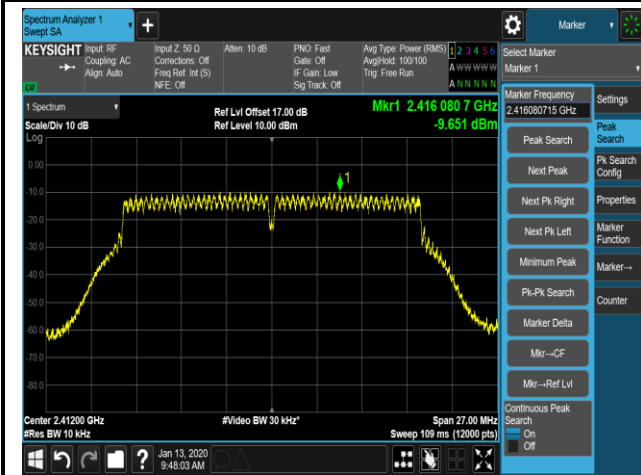 Spectrum Analyzer 1
Swept SA
+
Marker
KEYSIGHT Input: RF
Coupling: AC
Align: Auto
Input Z: 50 Ω
Corrections: Off
Freq Ref: Int (S)
NFE: Off
Atten: 10 dB
PNO: Fast
Gate: Off
IF Gain: Low
Sig Track: Off
Avg Type: Power (RMS)
Avg|Hold: 100/100
Trig: Free Run
1 2 3 4 5 6
A W W W W W
A N N N N N
Select Marker
Marker 1
1 Spectrum
Scale/Div 10 dB
Log
Ref Lvl Offset 17.00 dB
Ref Level 10.00 dBm
Mkr1 2.416 080 7 GHz
-9.651 dBm
1
0.00
-10.0
-20.0
-30.0
-40.0
-50.0
-60.0
-70.0
-80.0
Center 2.41200 GHz
#Res BW 10 kHz
#Video BW 30 kHz*
Span 27.00 MHz
Sweep 109 ms (12000 pts)
Marker Frequency
2.416080715 GHz
Peak Search
Next Peak
Next Pk Right
Next Pk Left
Minimum Peak
Pk-Pk Search
Marker Delta
Mkr→CF
Mkr→Ref Lvl
Continuous Peak
Search
On
Off
Settings
Peak
Search
Pk Search
Config
Properties
Marker
Function
Marker→
Counter
?
Jan 13, 2020
9:48:03 AM